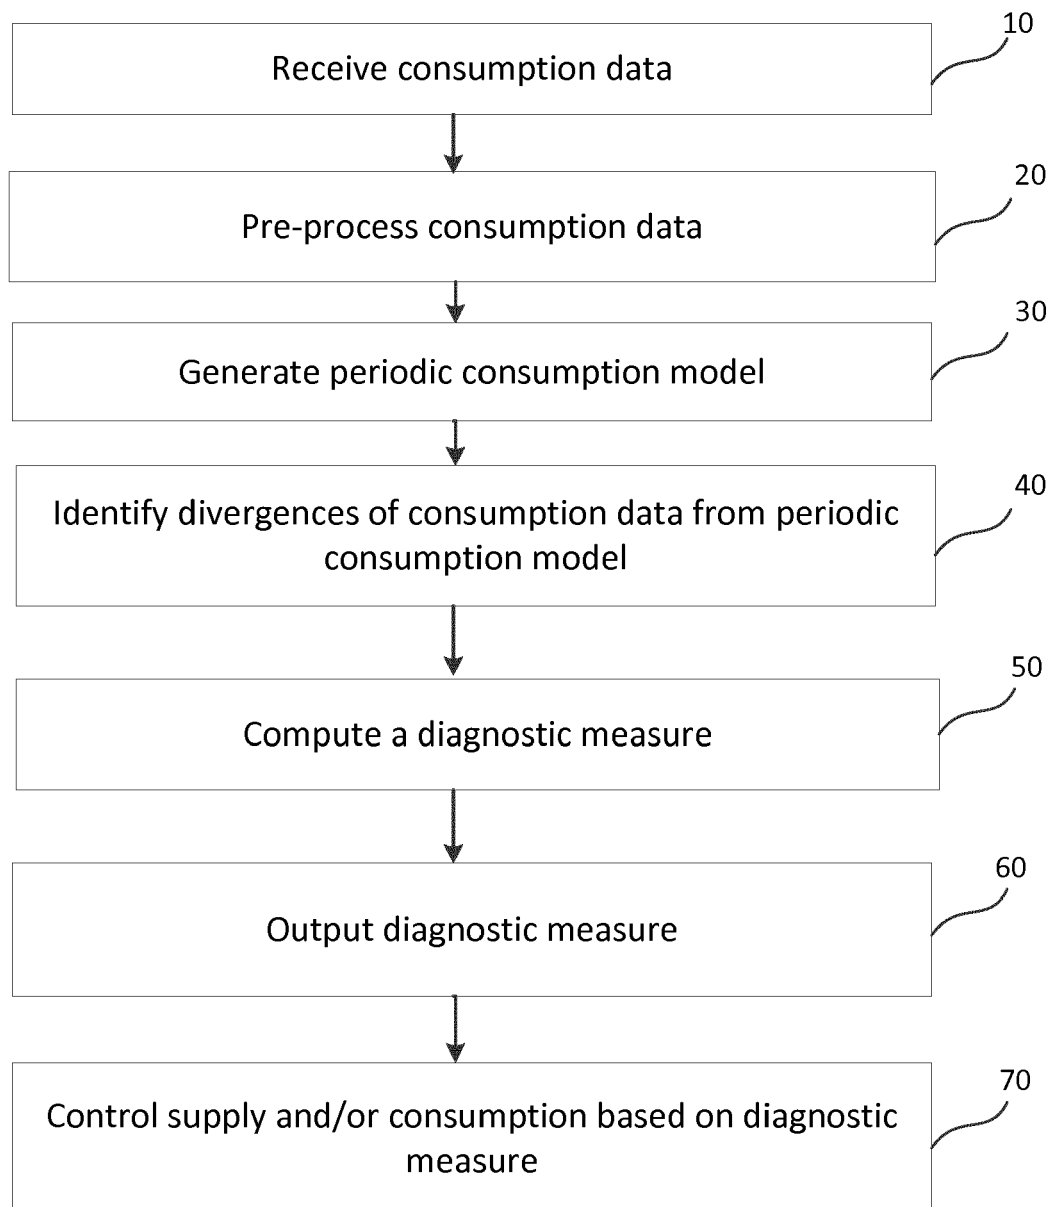 10
Receive consumption data
20
Pre-process consumption data
30
Generate periodic consumption model
40
Identify divergences of consumption data from periodic
consumption model
50
Compute a diagnostic measure
60
Output diagnostic measure
70
Control supply and/or consumption based on diagnostic
measure